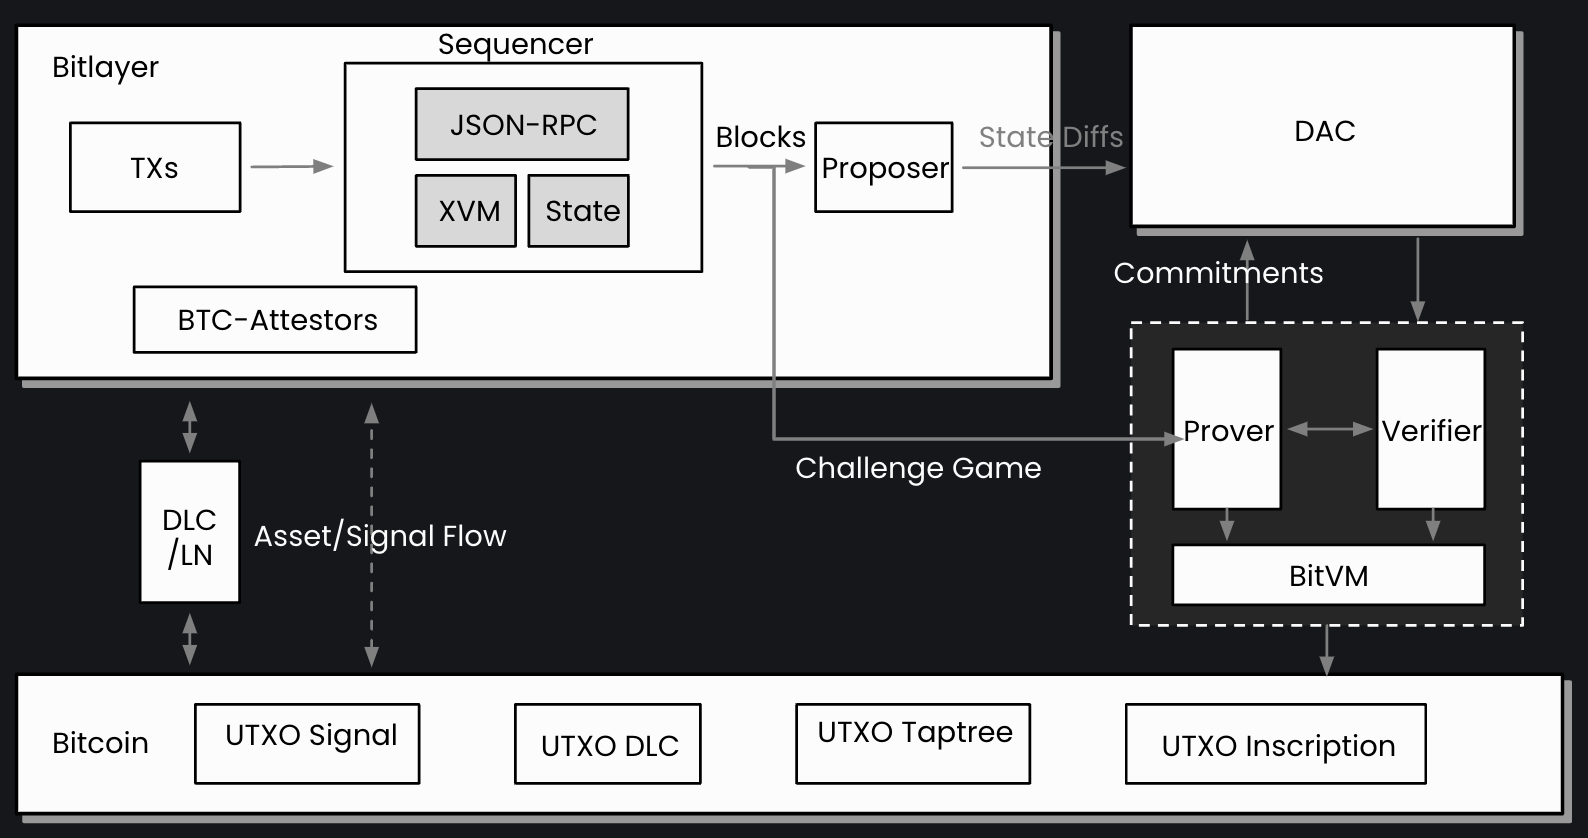 Sequencer
Bitlayer
JSON-RPC
TXs
XVM
State
Blocks
Proposer
State Diffs
DAC
BTC-Attestors
Commitments
Prover
Verifier
Challenge Game
BitVM
DLC
/LN
Asset/Signal Flow
Bitcoin
UTXO Signal
UTXO DLC
UTXO Taptree
UTXO Inscription